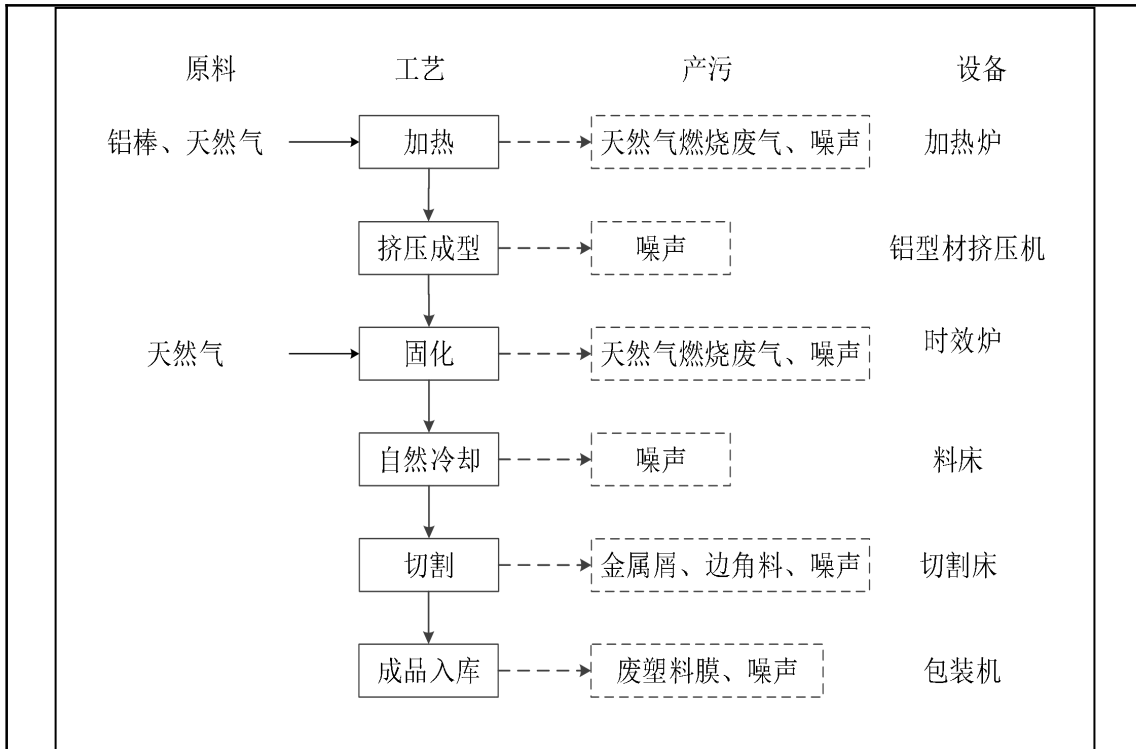 原料 工艺 产污 设备
铝棒、天然气 加热 天然气燃烧废气、噪声 加热炉
挤压成型 噪声 铝型材挤压机
天然气 固化 天然气燃烧废气、噪声 时效炉
自然冷却 噪声 料床
切割 金属屑、边角料、噪声 切割床
成品入库 废塑料膜、噪声 包装机